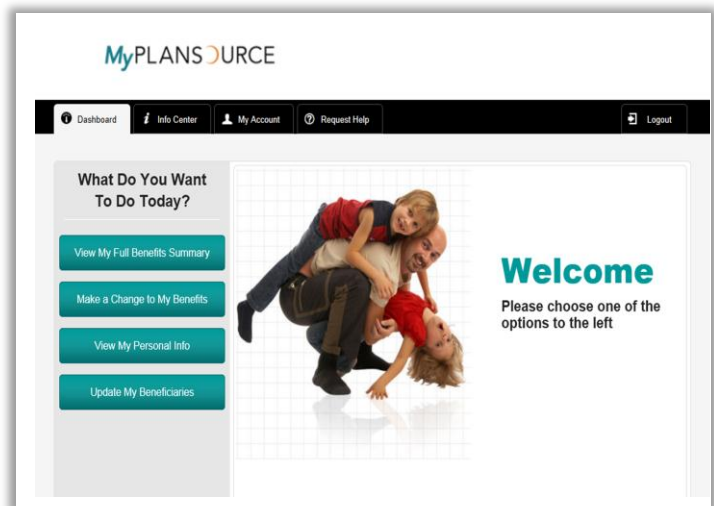 MyPLANSOURCE
Dashboard
Info Center
My Account
Request Help
Logout
What Do You Want
To Do Today?
View My Full Benefits Summary
Make a Change to My Benefits
View My Personal Info
Update My Beneficiaries
Welcome
Please choose one of the
options to the left